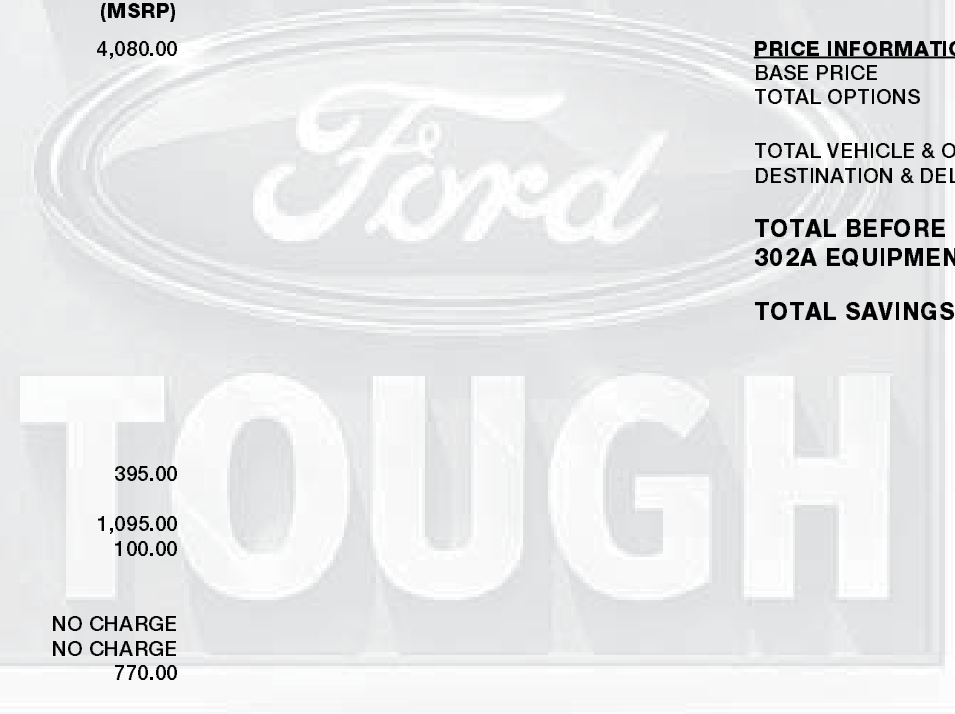 (MSRP)
4,080.00
395.00
1,095.00
100.00
NO CHARGE
NO CHARGE
770.00
Ford
TOUGH
PRICE INFORMATIO
BASE PRICE
TOTAL OPTIONS
TOTAL VEHICLE & O
DESTINATION & DEL
TOTAL BEFORE
302A EQUIPMEN
TOTAL SAVINGS